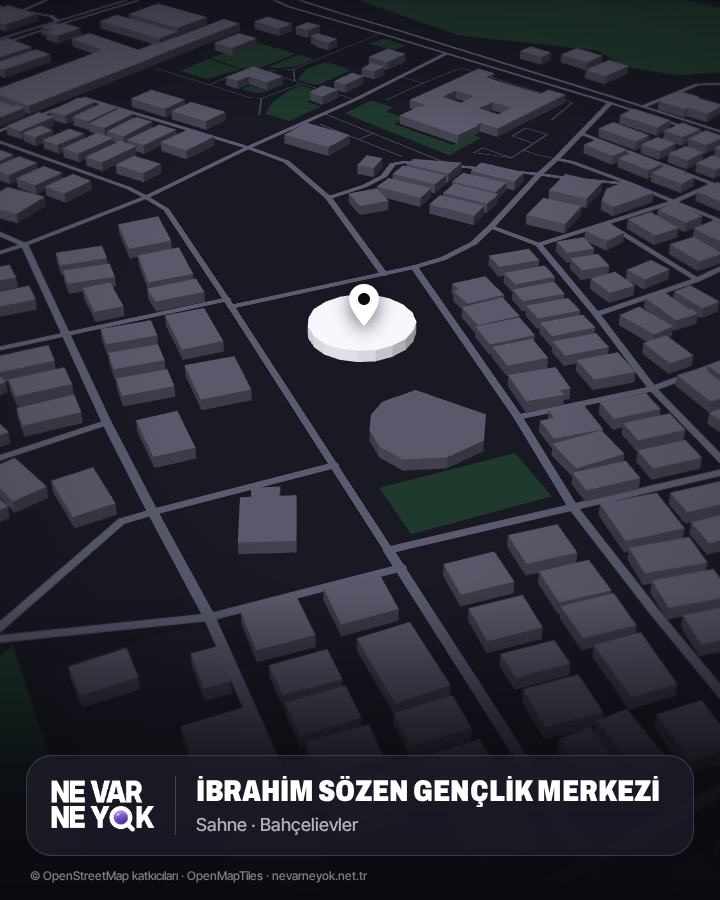 NE VAR
NE YOK
İBRAHİM SÖZEN GENÇLİK MERKEZİ
Sahne · Bahçelievler
© OpenStreetMap katkıcıları · OpenMapTiles · nevarneyok.net.tr